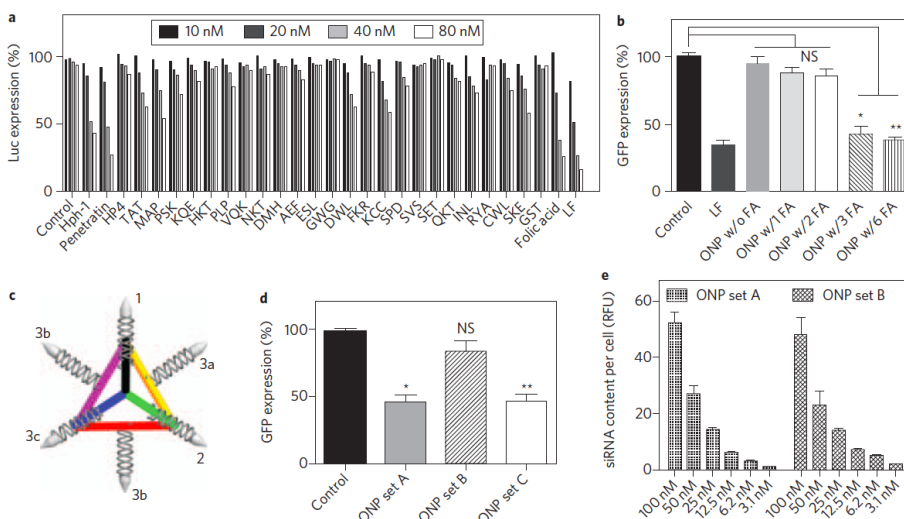 a
10 nM 20 nM 40 nM 80 nM
Luc expression (%)
100
50
0
Control
Hph-1
Penetratin
HP4
TAT
MAP
PSK
KQE
HKT
PLP
VQK
NKT
DMH
AEF
ESL
GWG
DWL
FKR
KCC
SPD
SVS
SET
QKT
INL
RYA
CWL
SKE
GST
Folic acid
LF
b
GFP expression (%)
100
50
0
NS
*
**
Control
LF
ONP w/o FA
ONP w/1 FA
ONP w/2 FA
ONP w/3 FA
ONP w/6 FA
c
1
3b
3a
3c
2
3b
d
GFP expression (%)
100
50
0
*
NS
**
Control
ONP set A
ONP set B
ONP set C
e
ONP set A ONP set B
siRNA content per cell (RFU)
60
40
20
0
100 nM
50 nM
25 nM
12.5 nM
6.2 nM
3.1 nM
100 nM
50 nM
25 nM
12.5 nM
6.2 nM
3.1 nM